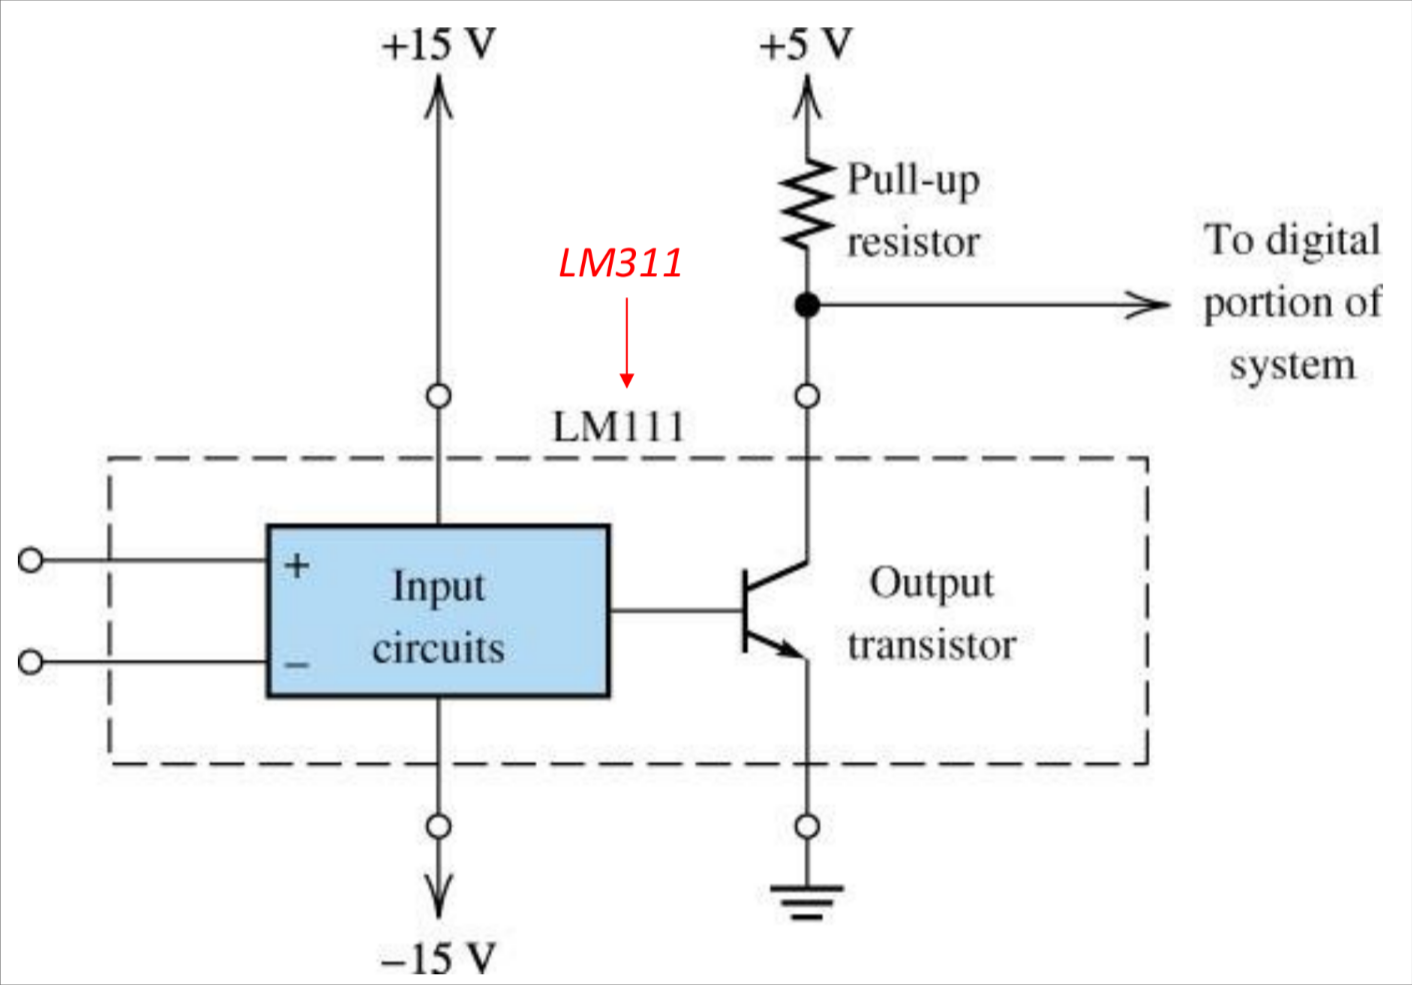 +15 V
+5 V
Pull-up
resistor
To digital
portion of
system
LM311
LM111
+
Input
circuits
−
Output
transistor
−15 V